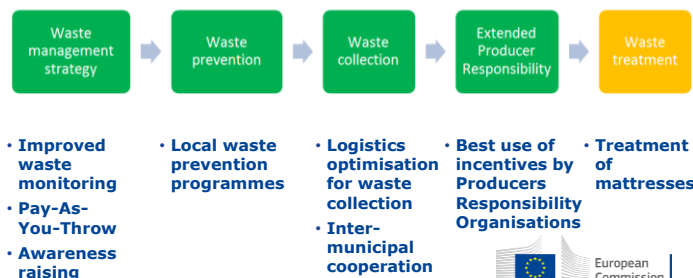 Waste
management
strategy
Waste
prevention
Waste
collection
Extended
Producer
Responsibility
Waste
treatment
• Improved
waste
monitoring
• Pay-As-
You-Throw
• Awareness
raising
• Local waste
prevention
programmes
• Logistics
optimisation
for waste
collection
• Inter-
municipal
cooperation
• Best use of
incentives by
Producers
Responsibility
Organisations
• Treatment
of
mattresses
European
Commission